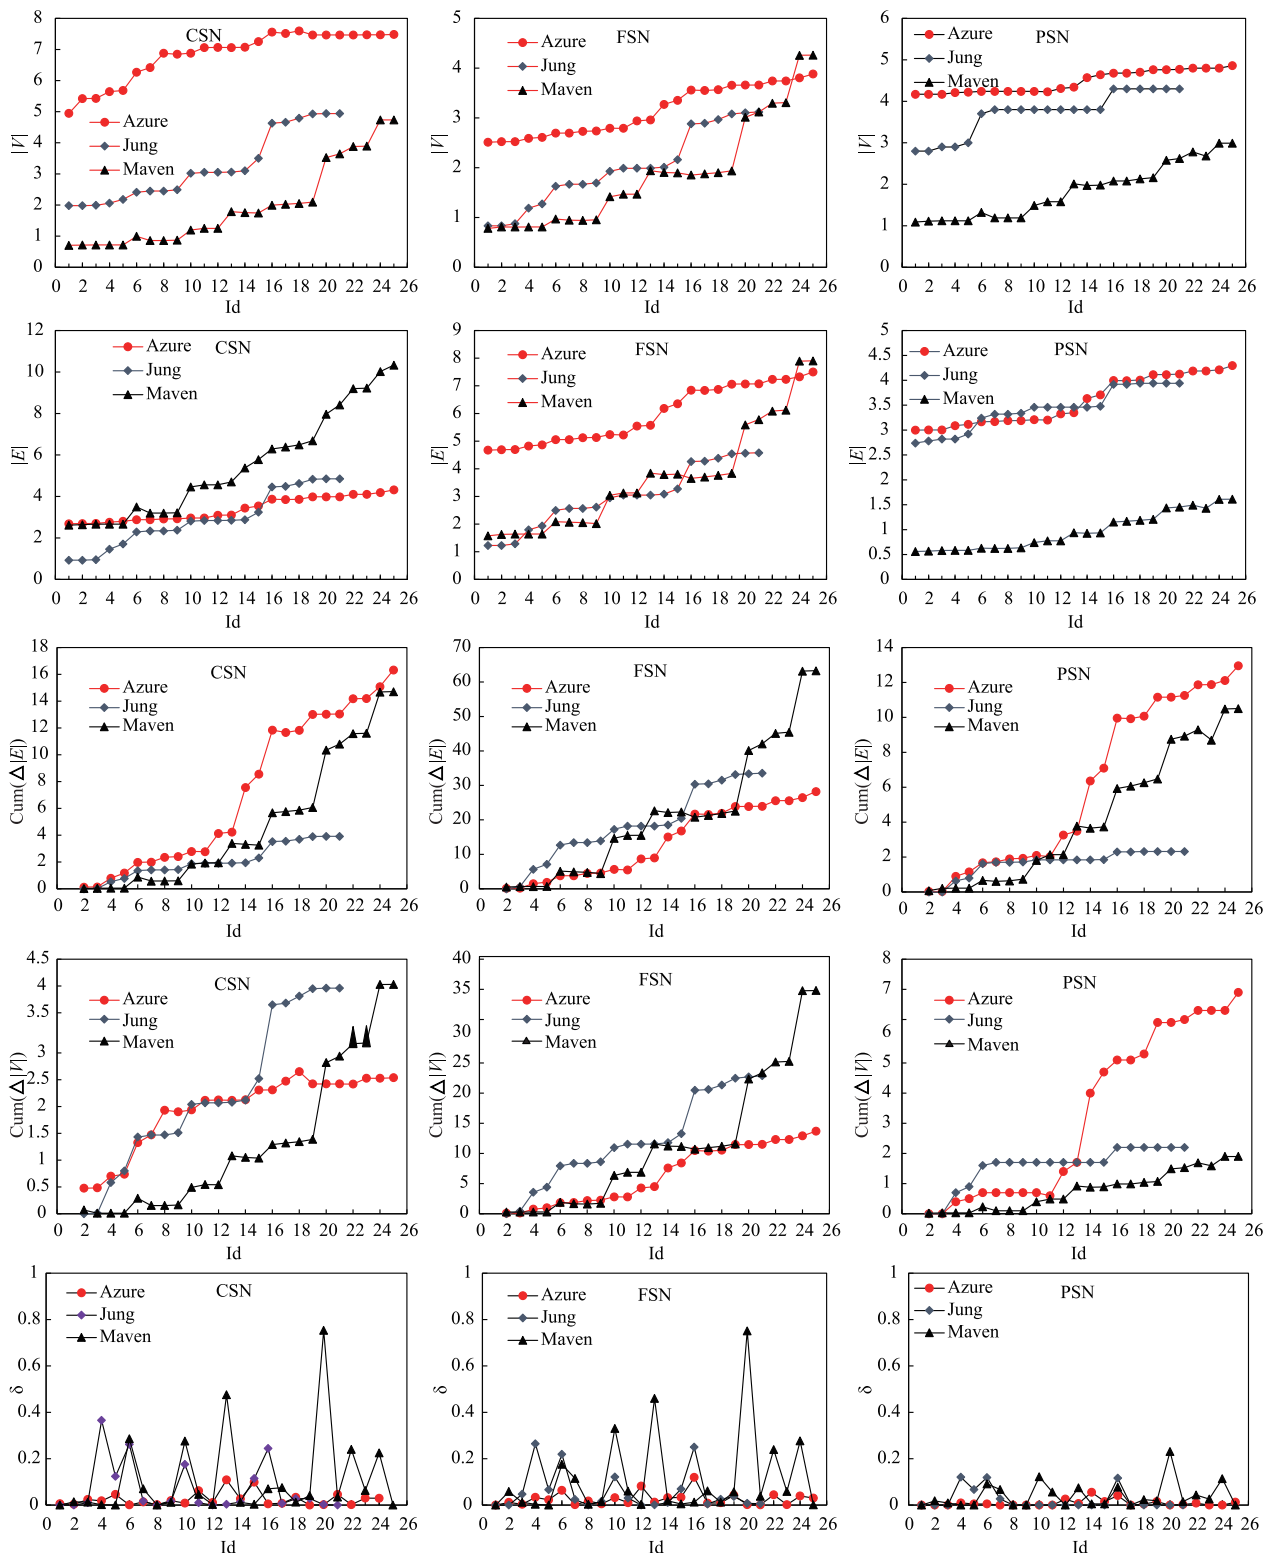 CSN
Azure
Jung
Maven
|V|
8
7
6
5
4
3
2
1
0
0 2 4 6 8 10 12 14 16 18 20 22 24 26
Id
FSN
Azure
Jung
Maven
|V|
5
4
3
2
1
0
0 2 4 6 8 10 12 14 16 18 20 22 24 26
Id
PSN
Azure
Jung
Maven
|V|
6
5
4
3
2
1
0
0 2 4 6 8 10 12 14 16 18 20 22 24 26
Id
CSN
Azure
Jung
Maven
|E|
12
10
8
6
4
2
0
0 2 4 6 8 10 12 14 16 18 20 22 24 26
Id
FSN
Azure
Jung
Maven
|E|
9
8
7
6
5
4
3
2
1
0
0 2 4 6 8 10 12 14 16 18 20 22 24 26
Id
PSN
Azure
Jung
Maven
|E|
5
4.5
4
3.5
3
2.5
2
1.5
1
0.5
0
0 2 4 6 8 10 12 14 16 18 20 22 24 26
Id
CSN
Azure
Jung
Maven
Cum(Δ|E|)
18
16
14
12
10
8
6
4
2
0
0 2 4 6 8 10 12 14 16 18 20 22 24 26
Id
FSN
Azure
Jung
Maven
Cum(Δ|E|)
70
60
50
40
30
20
10
0
0 2 4 6 8 10 12 14 16 18 20 22 24 26
Id
PSN
Azure
Jung
Maven
Cum(Δ|E|)
14
12
10
8
6
4
2
0
0 2 4 6 8 10 12 14 16 18 20 22 24 26
Id
CSN
Azure
Jung
Maven
Cum(Δ|V|)
4.5
4
3.5
3
2.5
2
1.5
1
0.5
0
0 2 4 6 8 10 12 14 16 18 20 22 24 26
Id
FSN
Azure
Jung
Maven
Cum(Δ|V|)
40
35
30
25
20
15
10
5
0
0 2 4 6 8 10 12 14 16 18 20 22 24 26
Id
PSN
Azure
Jung
Maven
Cum(Δ|V|)
8
7
6
5
4
3
2
1
0
0 2 4 6 8 10 12 14 16 18 20 22 24 26
Id
CSN
Azure
Jung
Maven
δ
1
0.8
0.6
0.4
0.2
0
0 2 4 6 8 10 12 14 16 18 20 22 24 26
Id
FSN
Azure
Jung
Maven
δ
1
0.8
0.6
0.4
0.2
0
0 2 4 6 8 10 12 14 16 18 20 22 24 26
Id
PSN
Azure
Jung
Maven
δ
1
0.8
0.6
0.4
0.2
0
0 2 4 6 8 10 12 14 16 18 20 22 24 26
Id